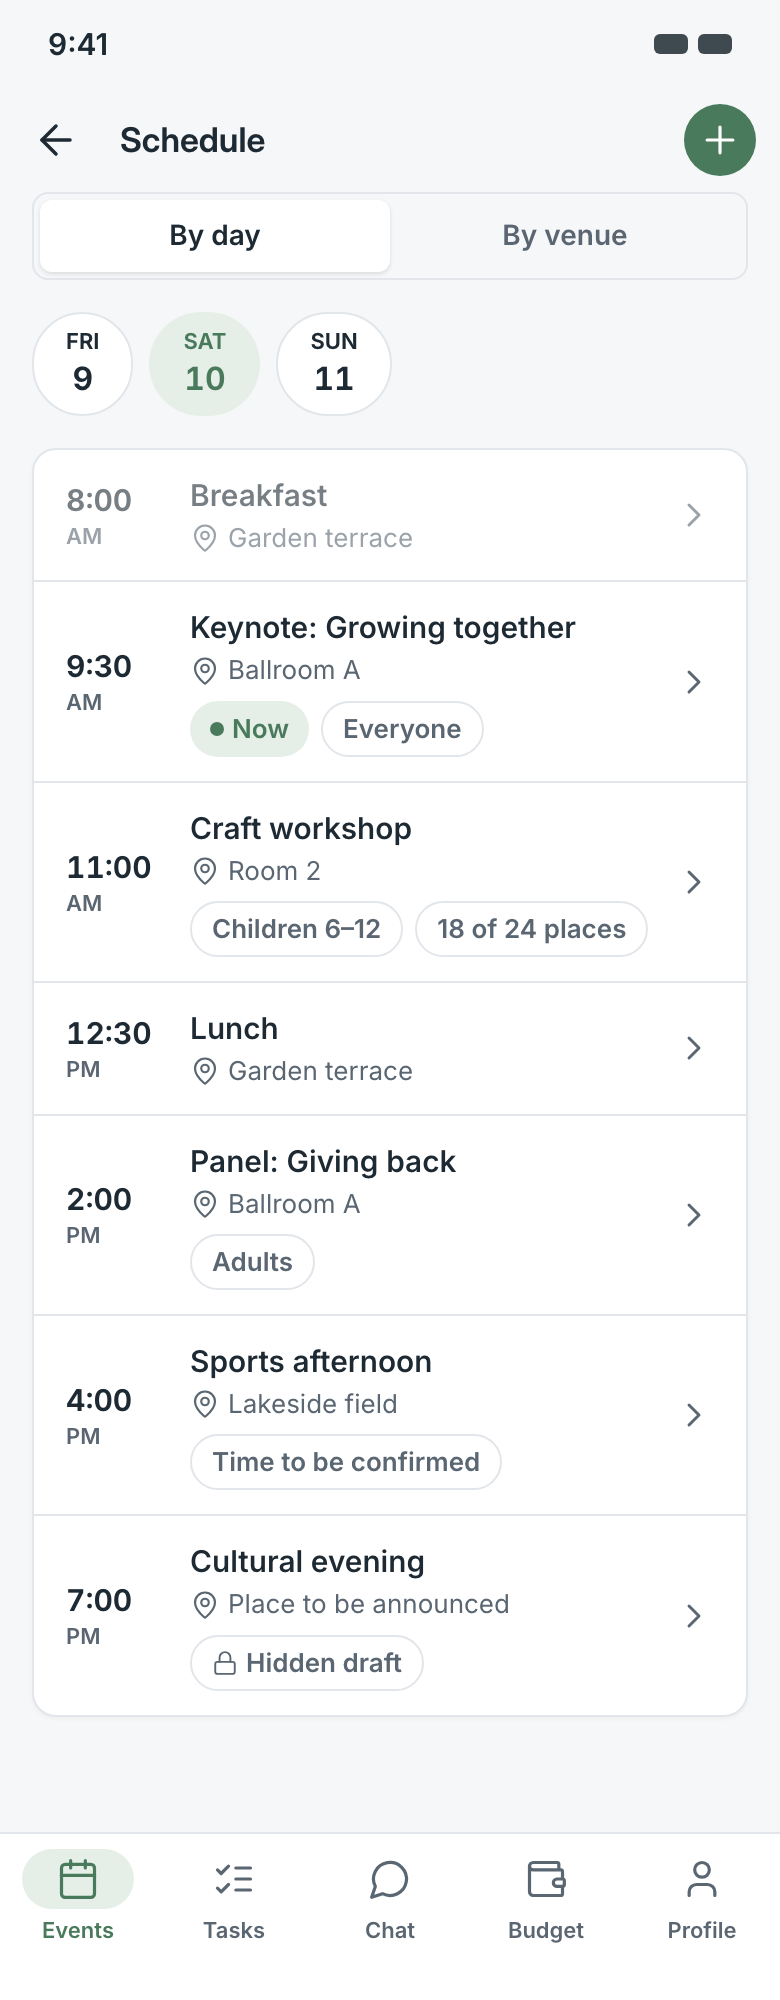 9:41
Schedule
By day
By venue
FRI
9
SAT
10
SUN
11
8:00
AM
Breakfast
Garden terrace
9:30
AM
Keynote: Growing together
Ballroom A
Now
Everyone
11:00
AM
Craft workshop
Room 2
Children 6–12
18 of 24 places
12:30
PM
Lunch
Garden terrace
2:00
PM
Panel: Giving back
Ballroom A
Adults
4:00
PM
Sports afternoon
Lakeside field
Time to be confirmed
7:00
PM
Cultural evening
Place to be announced
Hidden draft
Events
Tasks
Chat
Budget
Profile